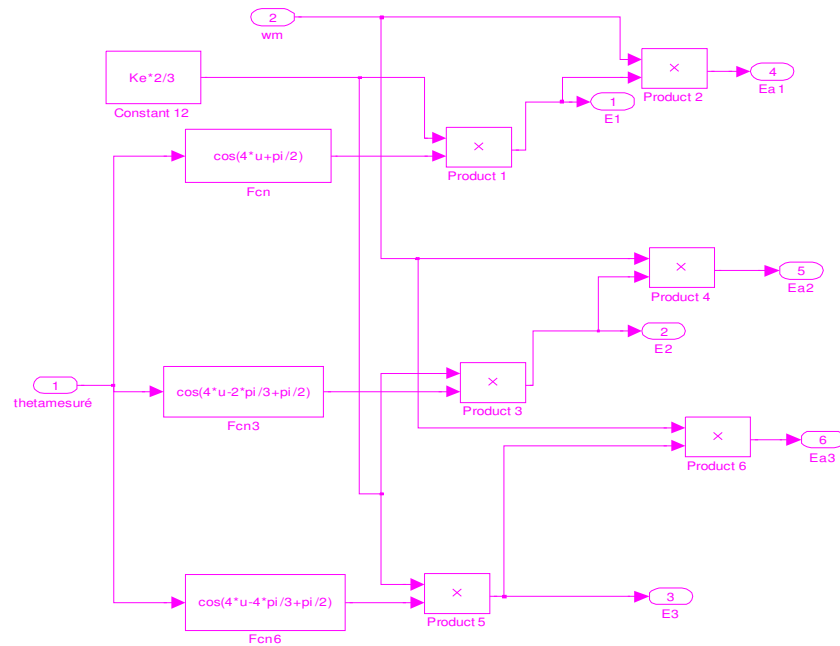 2
wm
Ke*2/3
Constant 12
×
Product 2
4
Ea1
1
E1
cos(4*u+pi/2)
Fcn
×
Product 1
×
Product 4
5
Ea2
2
E2
1
thetamesuré
cos(4*u-2*pi/3+pi/2)
Fcn3
×
Product 3
×
Product 6
6
Ea3
cos(4*u-4*pi/3+pi/2)
Fcn6
×
Product 5
3
E3